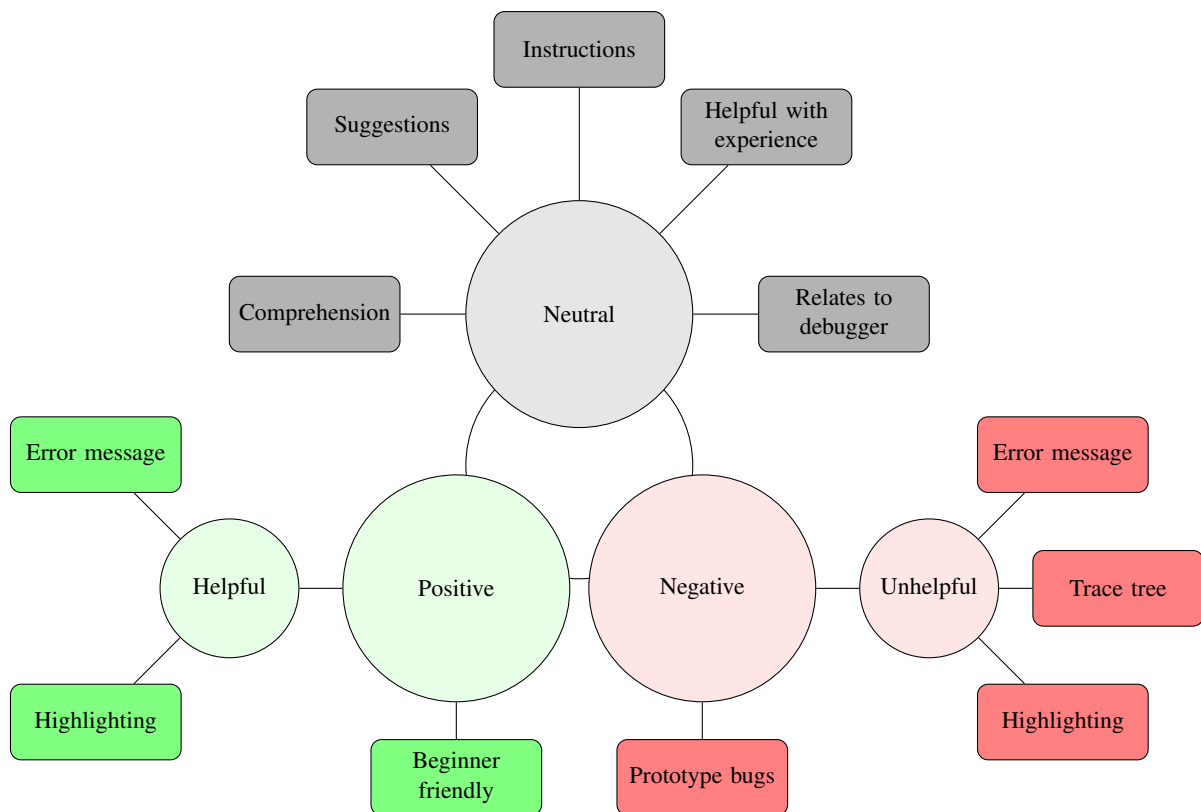 Instructions
Suggestions
Helpful with
experience
Comprehension
Neutral
Relates to
debugger
Error message
Error message
Helpful
Positive
Negative
Unhelpful
Trace tree
Highlighting
Highlighting
Beginner
friendly
Prototype bugs